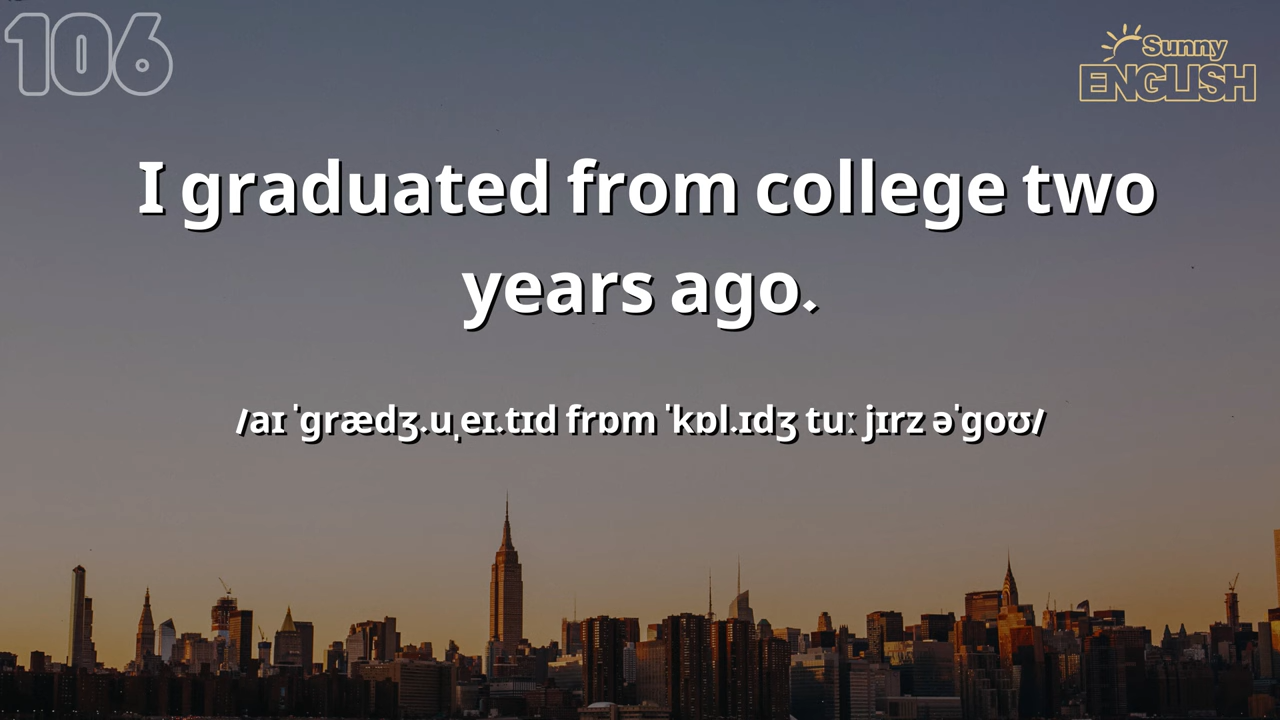 106
Sunny
ENGLISH
I graduated from college two
years ago.
/aɪ ˈɡrædʒ.uˌeɪ.tɪd frɒm ˈkɒl.ɪdʒ tuː jɪrz əˈɡoʊ/